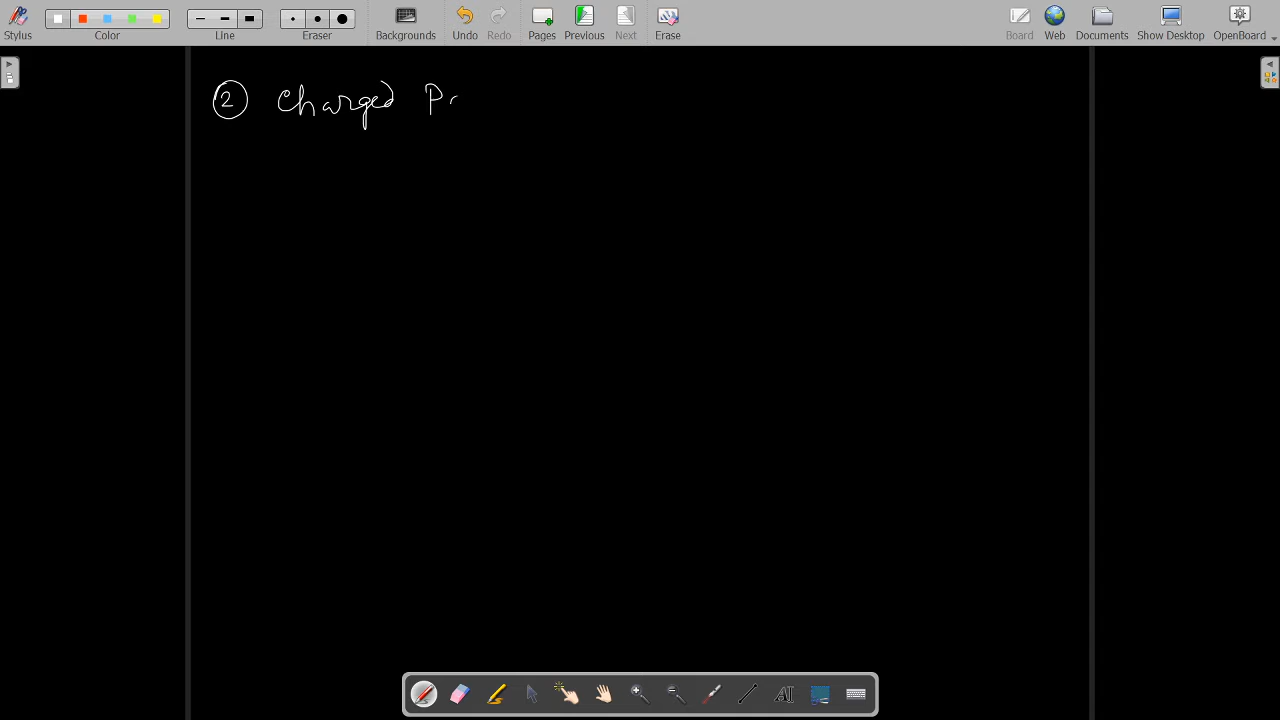 Stylus Color Line Eraser Backgrounds Undo Redo Pages Previous Next Erase Board Web Documents Show Desktop OpenBoard
② Charged